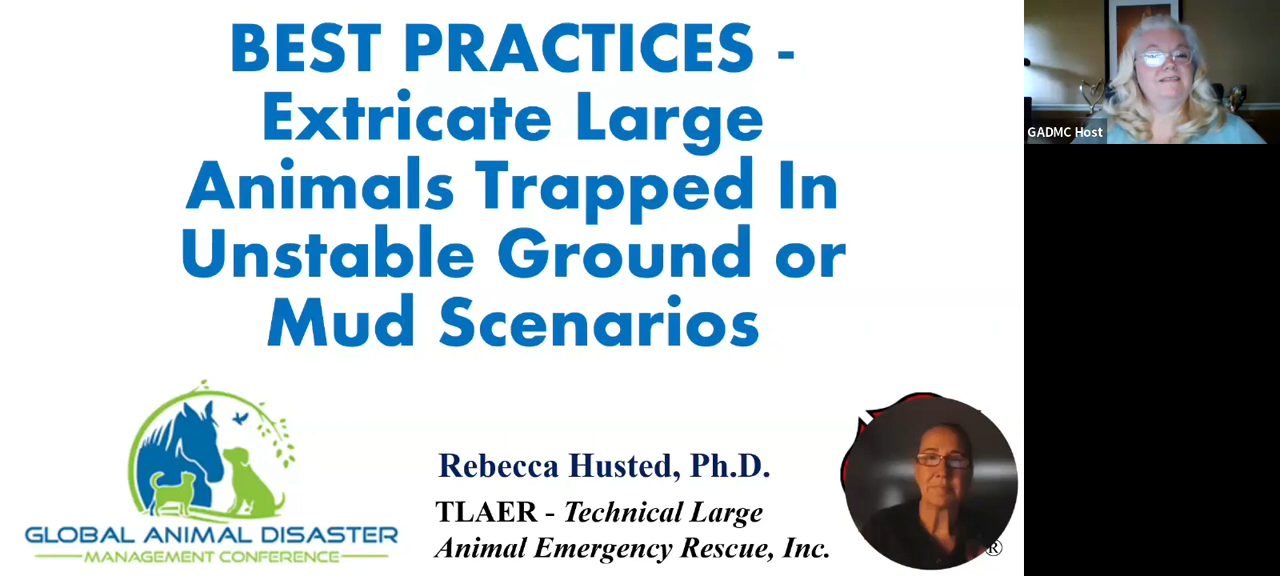 BEST PRACTICES -
Extricate Large
Animals Trapped In
Unstable Ground or
Mud Scenarios
GADMC Host
Rebecca Husted, Ph.D.
TLAER - Technical Large
Animal Emergency Rescue, Inc.
®
GLOBAL ANIMAL DISASTER
MANAGEMENT CONFERENCE